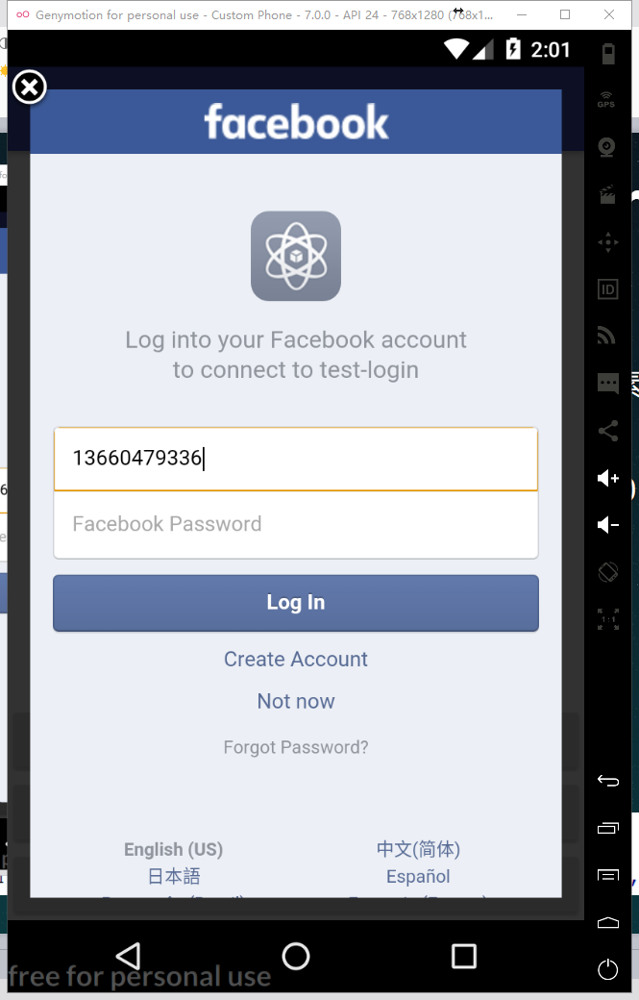 Genymotion for personal use - Custom Phone - 7.0.0 - API 24 - 768x1280 (768x1...
2:01
facebook
GPS
Log into your Facebook account
to connect to test-login
ID
13660479336
Facebook Password
Log In
1:1
Create Account
Not now
Forgot Password?
English (US)
中文(简体)
日本語
Español
free for personal use